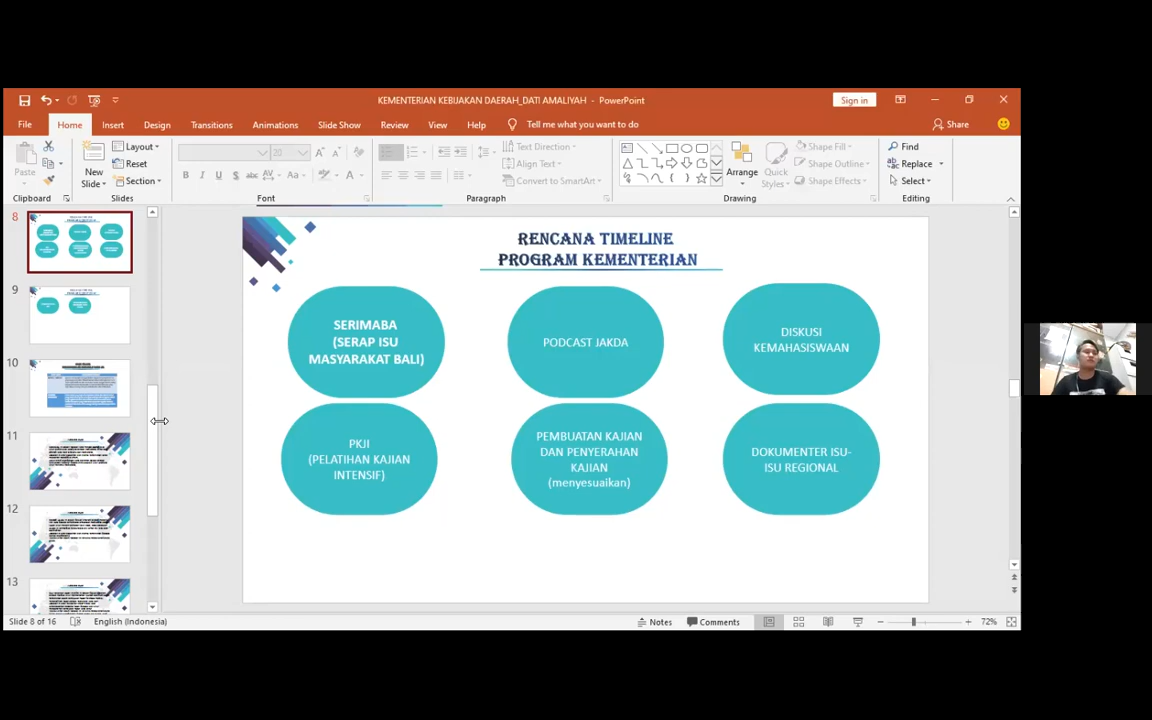 KEMENTERIAN KEBIJAKAN DAERAH_DATI AMALIYAH - PowerPoint
Sign in
File Home Insert Design Transitions Animations Slide Show Review View Help Tell me what you want to do Share
Paste
Clipboard
New
Slide
Layout
Reset
Section
Slides
20
B I U S abc AV Aa A
Font
Text Direction
Align Text
Convert to SmartArt
Paragraph
Arrange
Quick
Styles
Shape Fill
Shape Outline
Shape Effects
Drawing
Find
Replace
Select
Editing
8
9
10
11
12
13
RENCANA TIMELINE
PROGRAM KEMENTERIAN
SERIMABA
(SERAP ISU
MASYARAKAT BALI)
PODCAST JAKDA
DISKUSI
KEMAHASISWAAN
PKJI
(PELATIHAN KAJIAN
INTENSIF)
PEMBUATAN KAJIAN
DAN PENYERAHAN
KAJIAN
(menyesuaikan)
DOKUMENTER ISU-
ISU REGIONAL
Slide 8 of 16 English (Indonesia) Notes Comments 72%